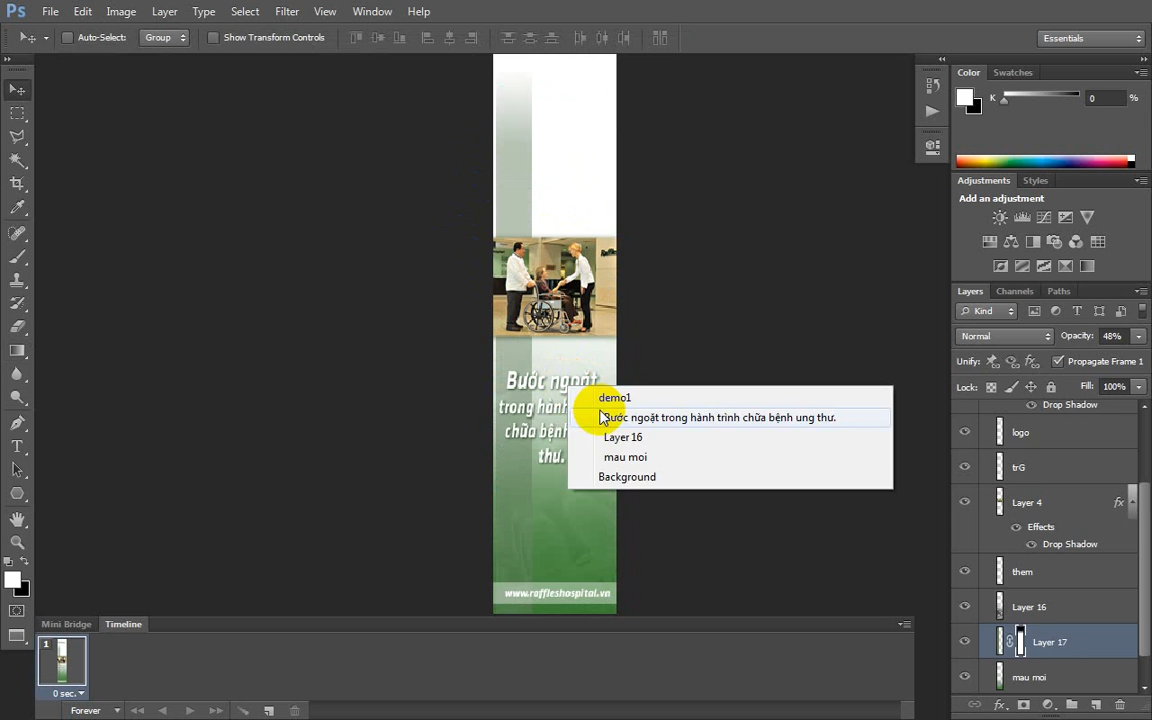 Ps File Edit Image Layer Type Select Filter View Window Help
Auto-Select: Group Show Transform Controls Essentials
Color Swatches
K 0 %
Adjustments Styles
Add an adjustment
Layers Channels Paths
Kind
Normal Opacity: 48%
Unify: Propagate Frame 1
Lock: Fill: 100%
Drop Shadow
logo
trG
Layer 4 fx
Effects
Drop Shadow
them
Layer 16
Layer 17
mau moi
fx
Bước ngoặt
trong hành
chữa bệnh
thư.
www.raffleshospital.vn
demo1
Bước ngoặt trong hành trình chữa bệnh ung thư.
Layer 16
mau moi
Background
Mini Bridge Timeline
1
0 sec.
Forever